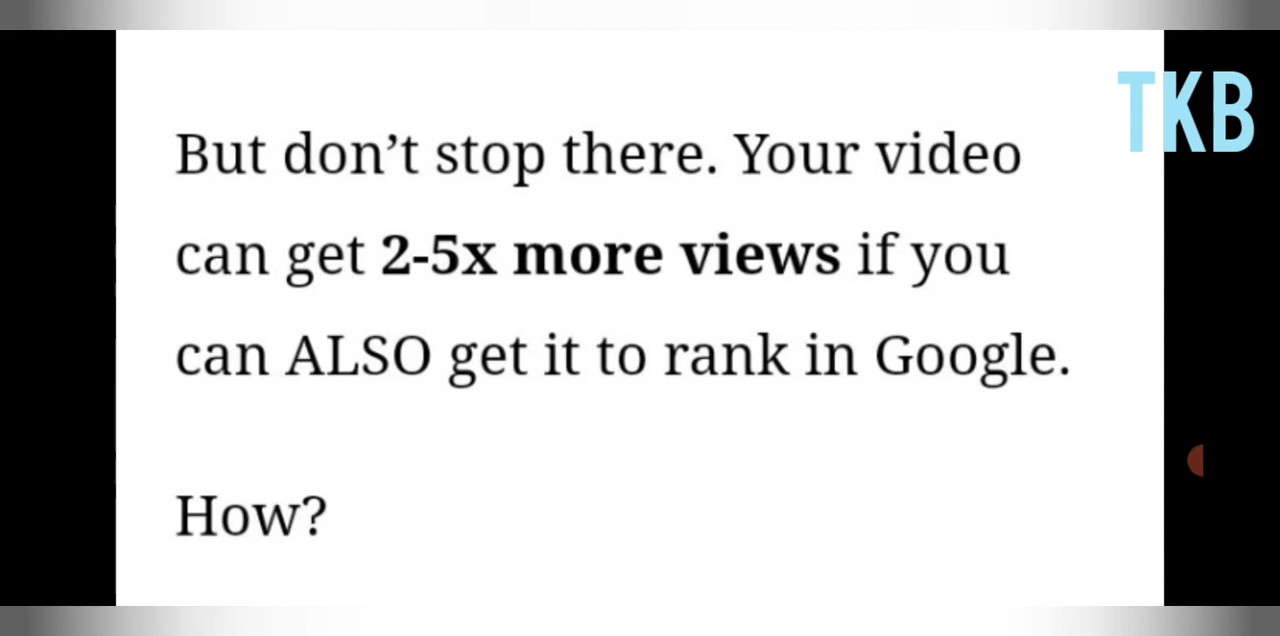 TKB
But don’t stop there. Your video
can get 2-5x more views if you
can ALSO get it to rank in Google.
How?